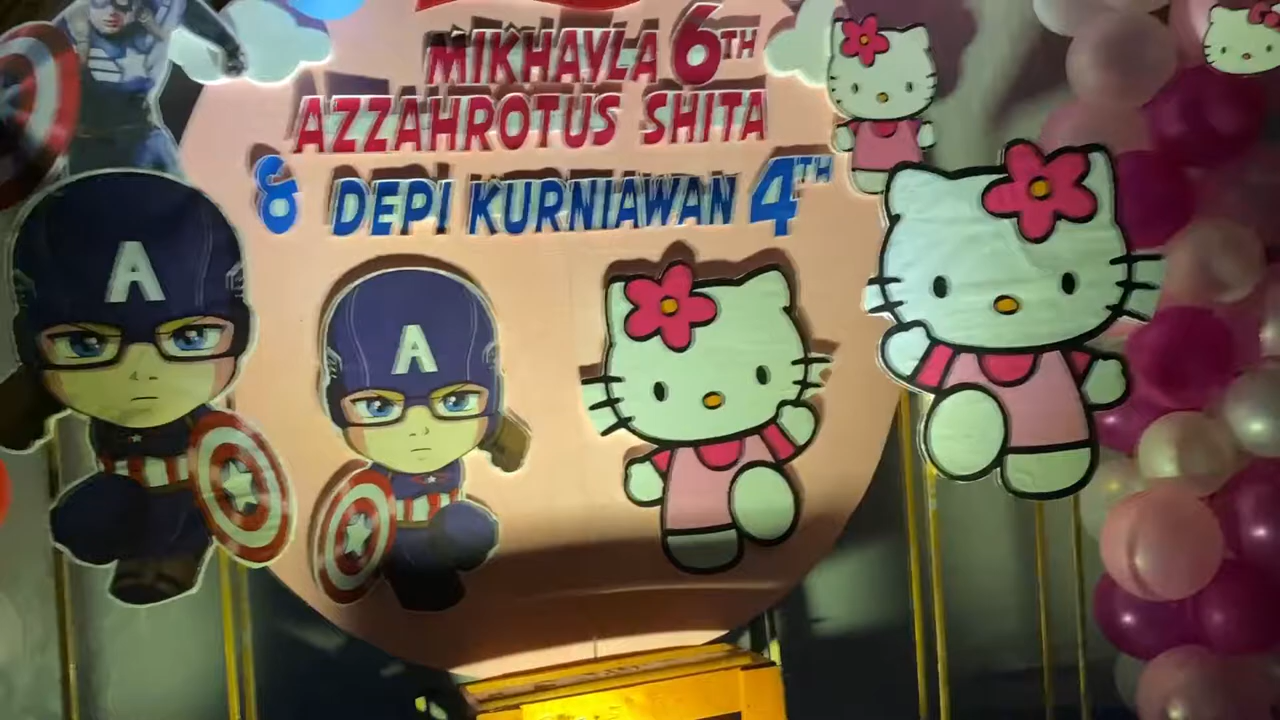 MIKHAYLA 6TH
AZZAHROTUS SHITA
& DEPI KURNIAWAN 4TH
A
A